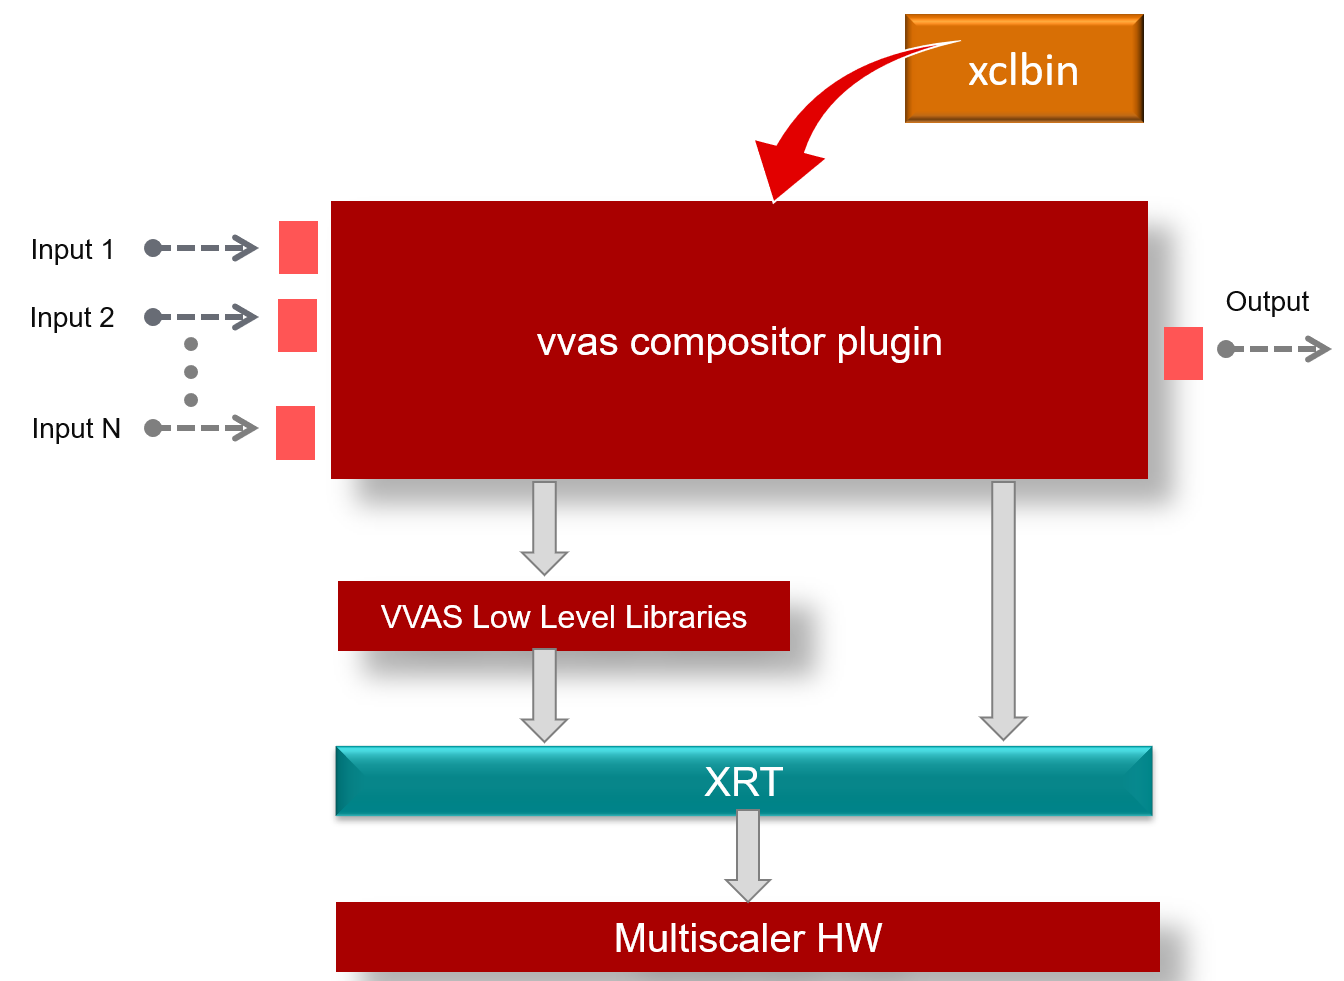 xclbin
Input 1
Input 2
Input N
vvas compositor plugin
Output
VVAS Low Level Libraries
XRT
Multiscaler HW